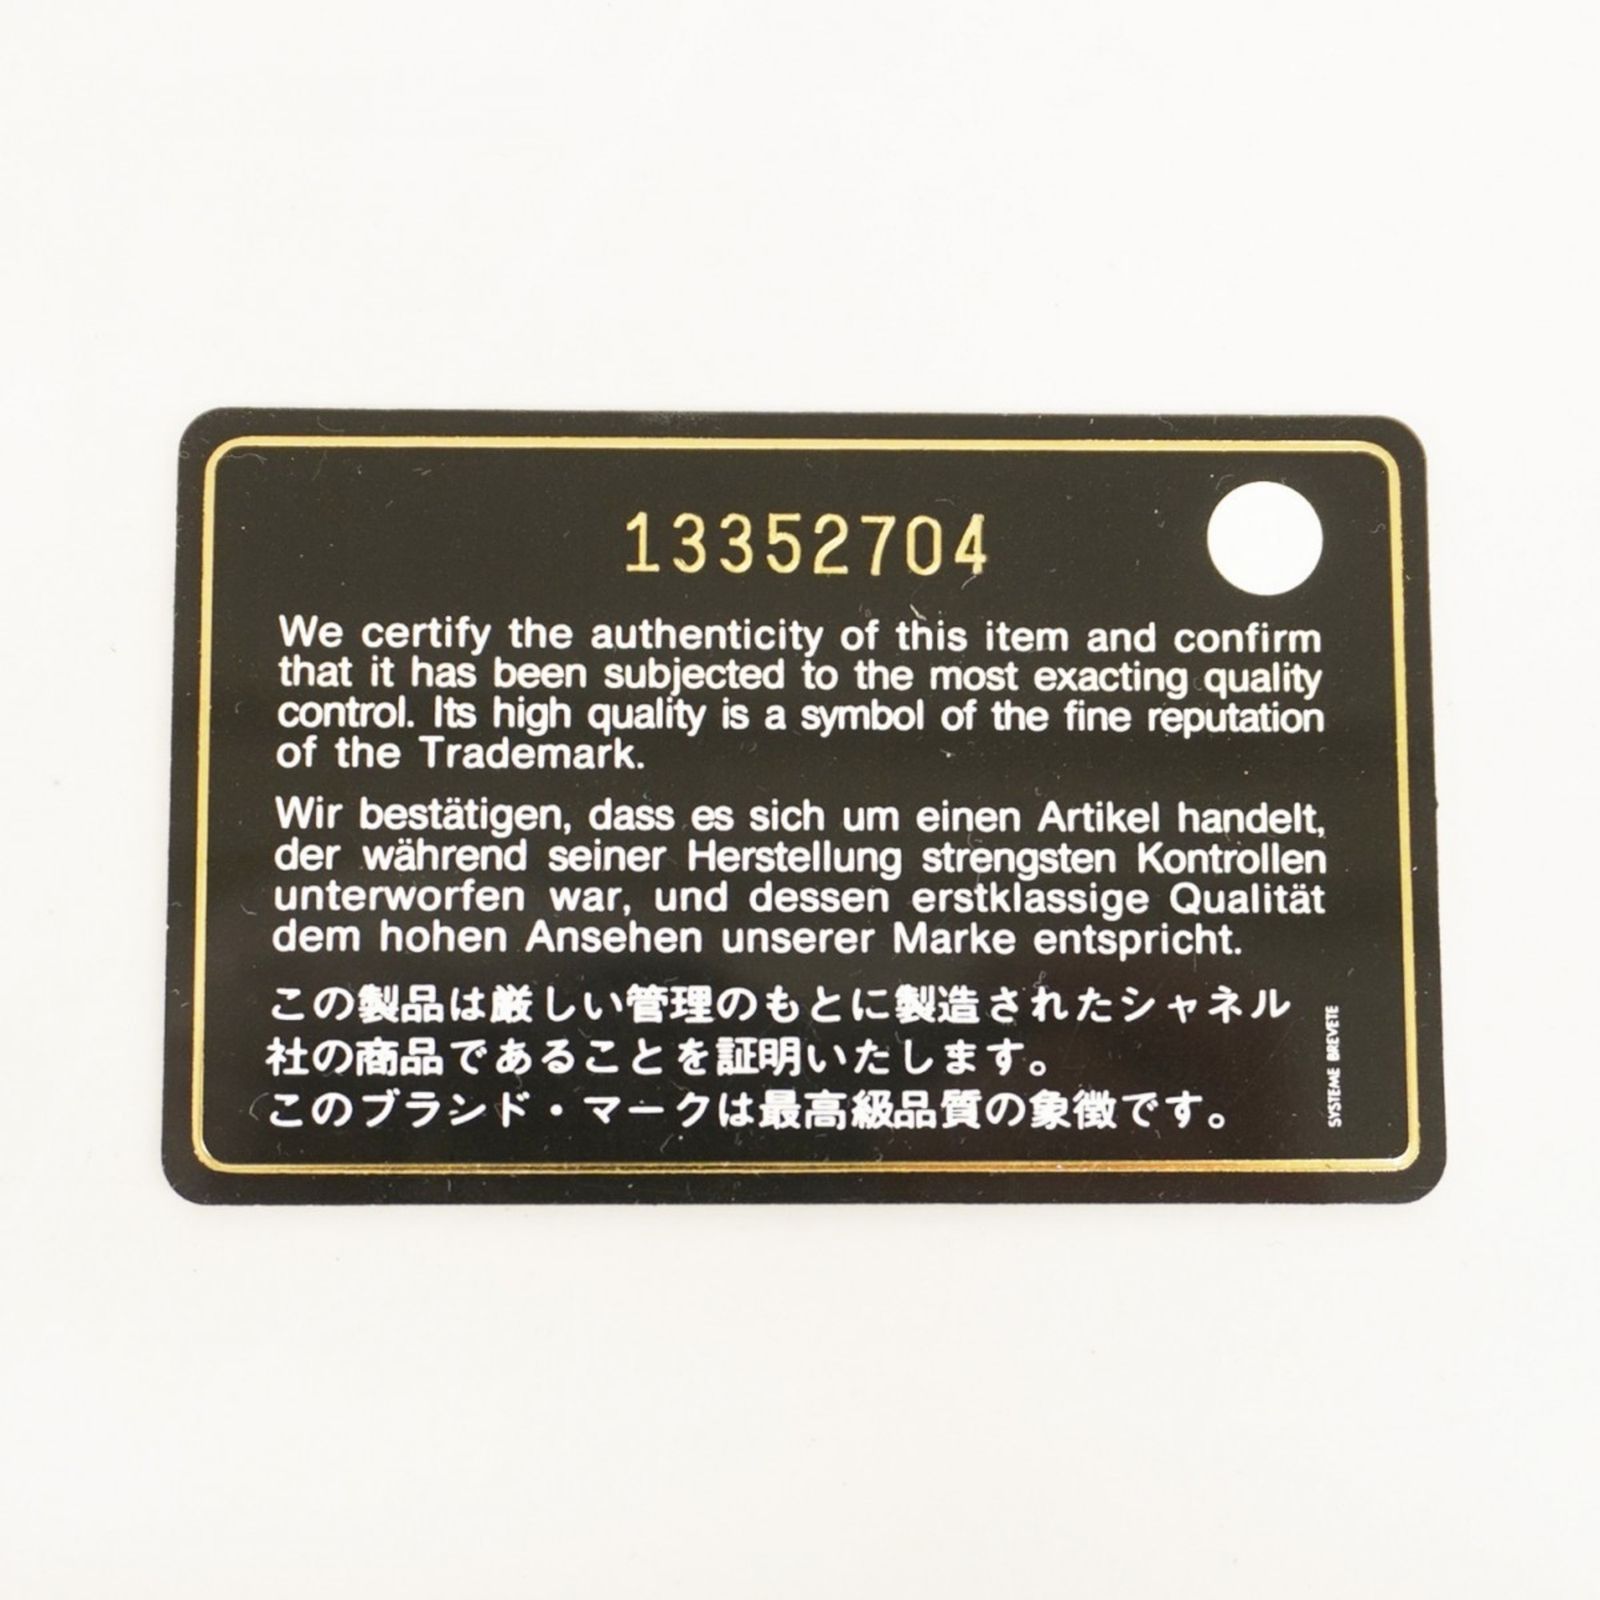 13352704
We certify the authenticity of this item and confirm
that it has been subjected to the most exacting quality
control. Its high quality is a symbol of the fine reputation
of the Trademark.
Wir bestätigen, dass es sich um einen Artikel handelt,
der während seiner Herstellung strengsten Kontrollen
unterworfen war, und dessen erstklassige Qualität
dem hohen Ansehen unserer Marke entspricht.
この製品は厳しい管理のもとに製造されたシャネル
社の商品であることを証明いたします。
このブランド・マークは最高級品質の象徴です。
SYSTEME BREVETE